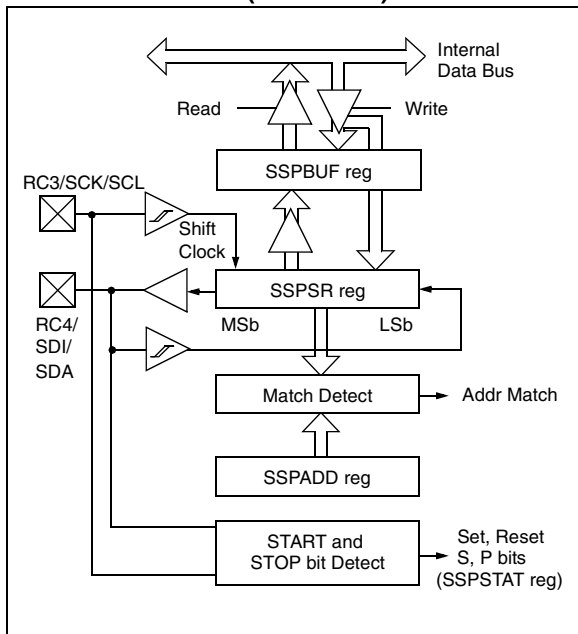 Internal
Data Bus
Read
Write
SSPBUF reg
RC3/SCK/SCL
Shift
Clock
SSPSR reg
MSb
LSb
RC4/
SDI/
SDA
Match Detect
Addr Match
SSPADD reg
START and
STOP bit Detect
Set, Reset
S, P bits
(SSPSTAT reg)